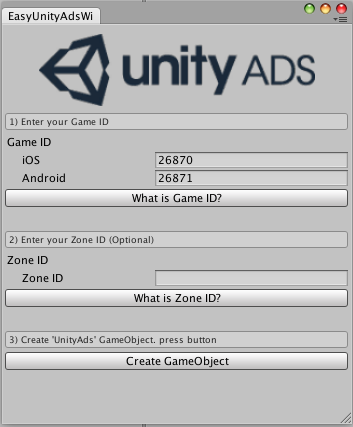 EasyUnityAdsWi
unity ADS
1) Enter your Game ID
Game ID
iOS 26870
Android 26871
What is Game ID?
2) Enter your Zone ID (Optional)
Zone ID
Zone ID
What is Zone ID?
3) Create 'UnityAds' GameObject. press button
Create GameObject